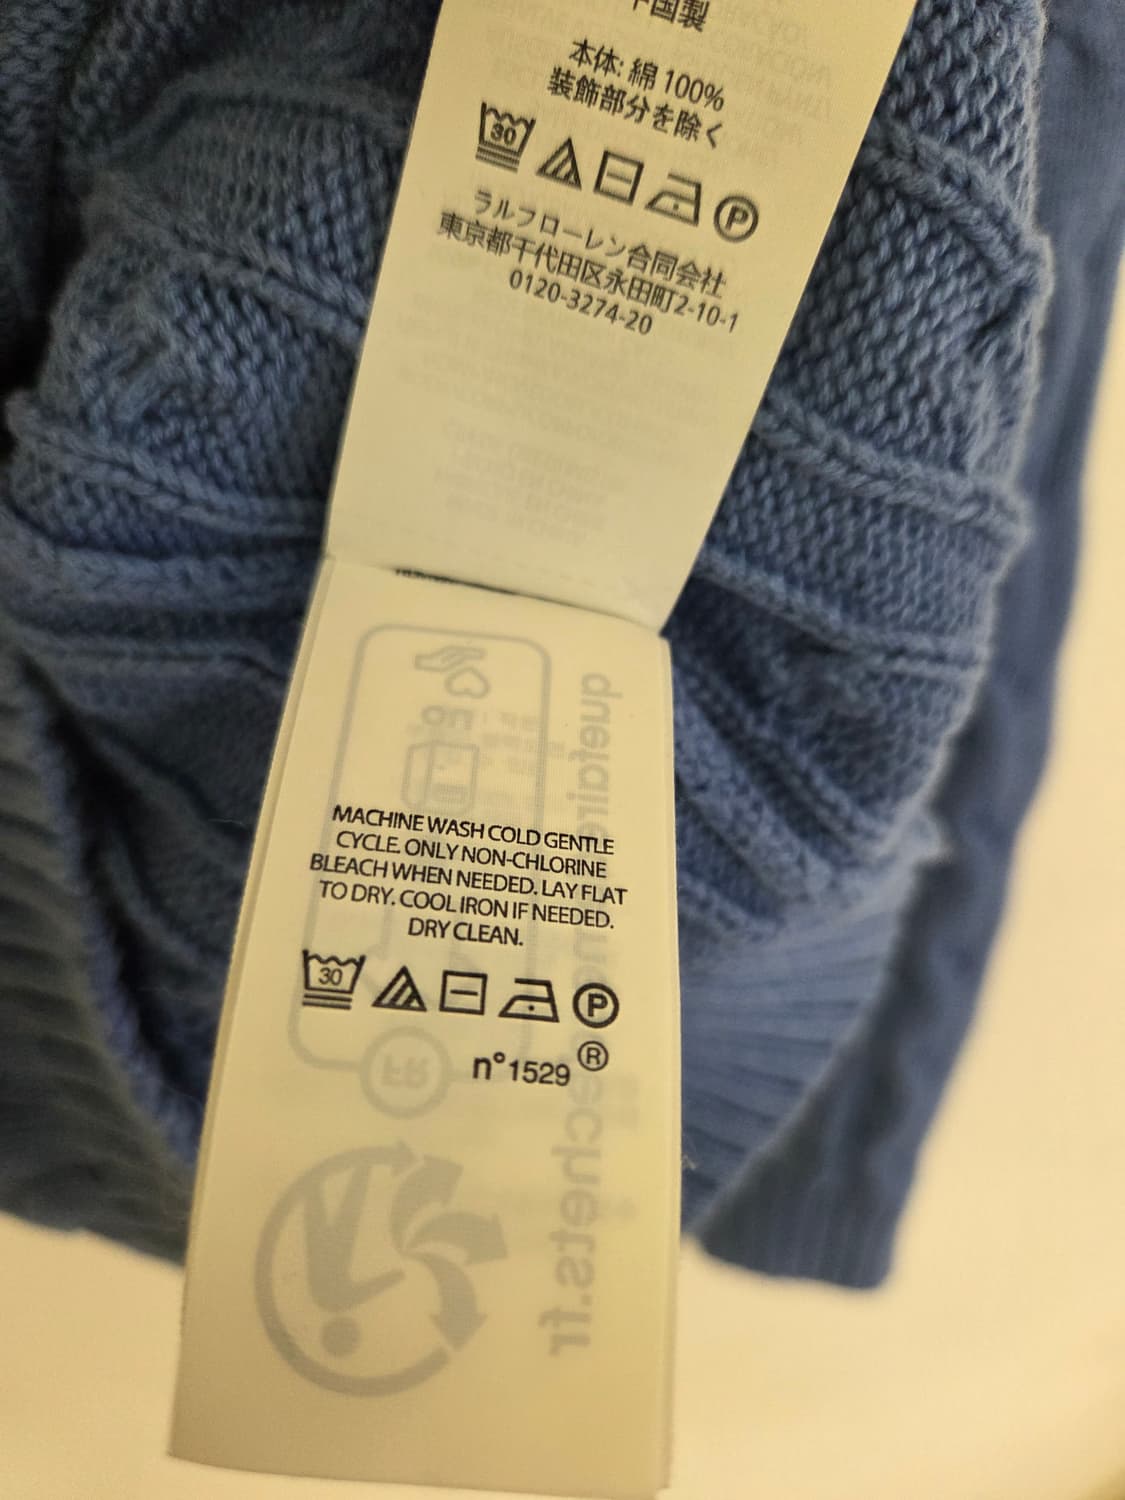 中国製
本体: 綿 100%
装飾部分を除く
30
P
ラルフローレン合同会社
東京都千代田区永田町2-10-1
0120-3274-20
MACHINE WASH COLD GENTLE
CYCLE. ONLY NON-CHLORINE
BLEACH WHEN NEEDED. LAY FLAT
TO DRY. COOL IRON IF NEEDED.
DRY CLEAN.
30
P
n°1529®
FR